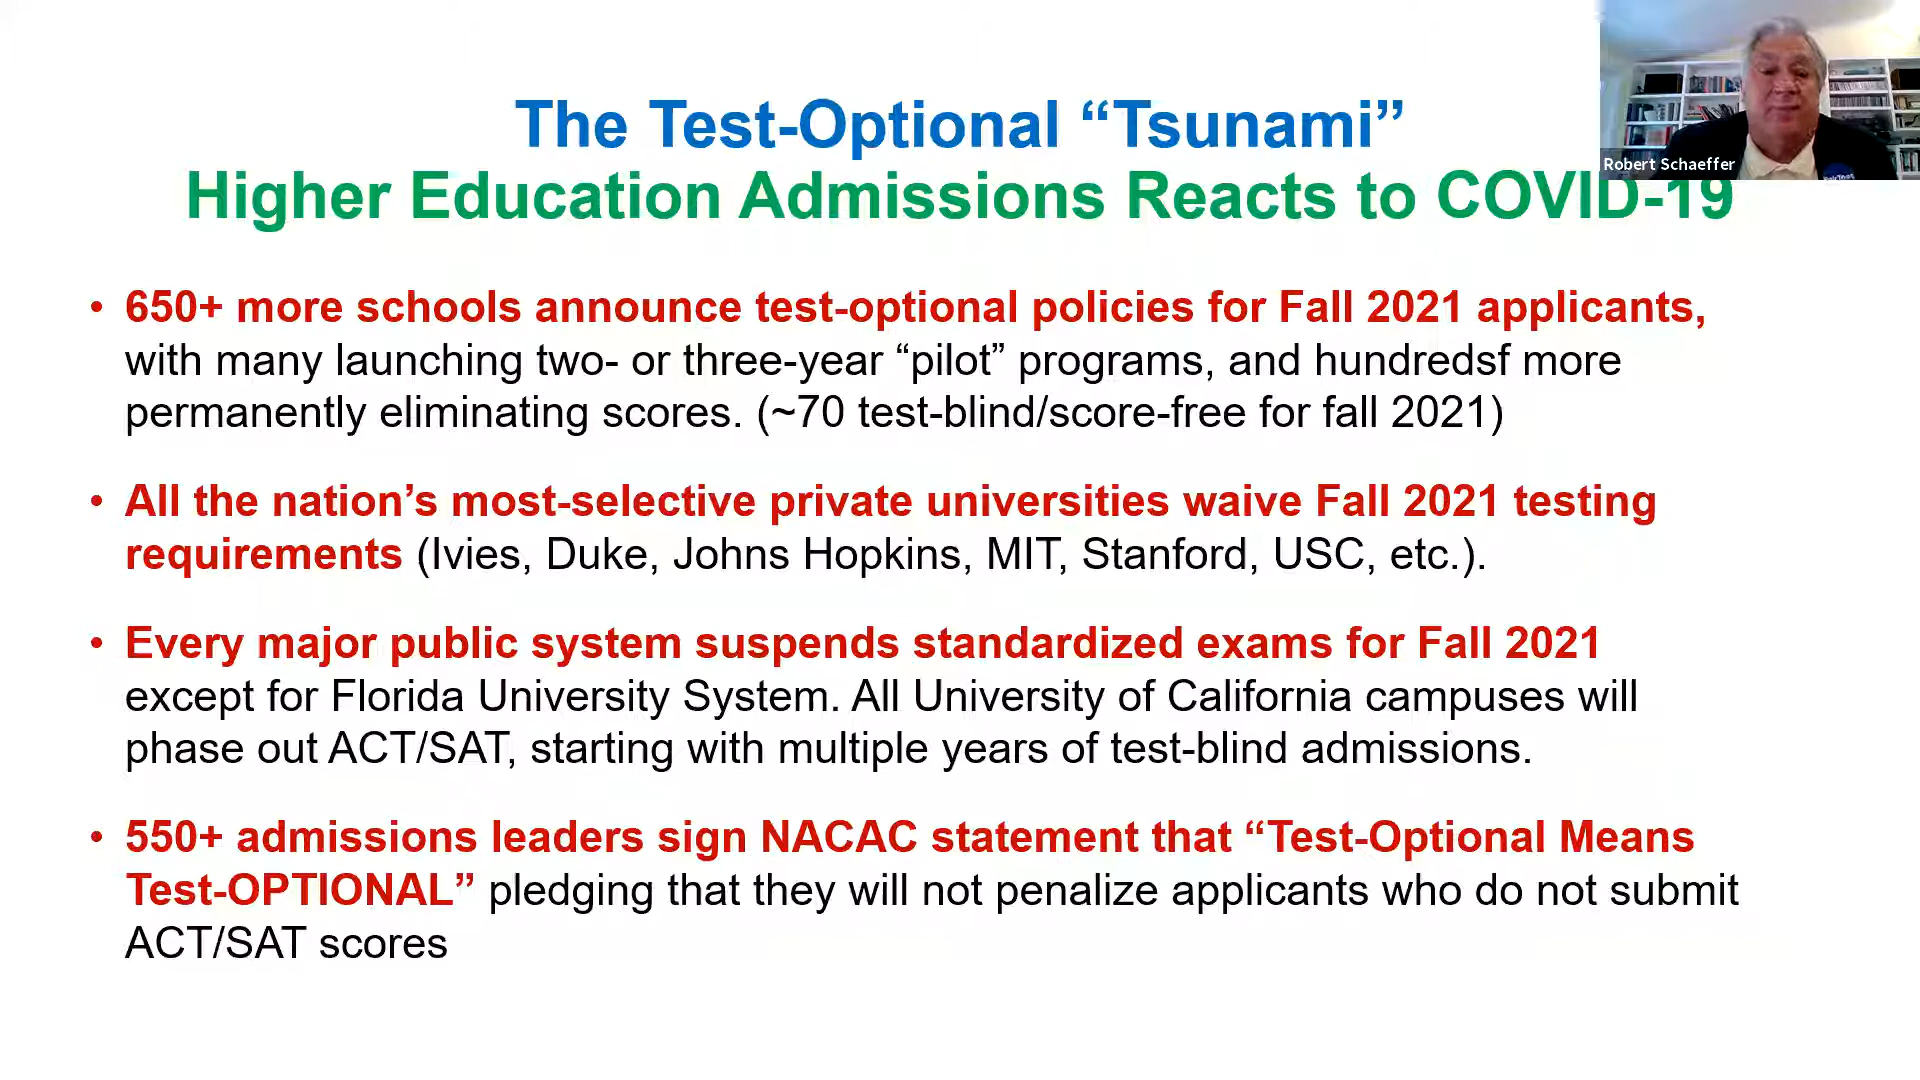 The Test-Optional “Tsunami”
Higher Education Admissions Reacts to COVID-19
Robert Schaeffer
• 650+ more schools announce test-optional policies for Fall 2021 applicants,
with many launching two- or three-year “pilot” programs, and hundredsf more
permanently eliminating scores. (~70 test-blind/score-free for fall 2021)
• All the nation’s most-selective private universities waive Fall 2021 testing
requirements (Ivies, Duke, Johns Hopkins, MIT, Stanford, USC, etc.).
• Every major public system suspends standardized exams for Fall 2021
except for Florida University System. All University of California campuses will
phase out ACT/SAT, starting with multiple years of test-blind admissions.
• 550+ admissions leaders sign NACAC statement that “Test-Optional Means
Test-OPTIONAL” pledging that they will not penalize applicants who do not submit
ACT/SAT scores